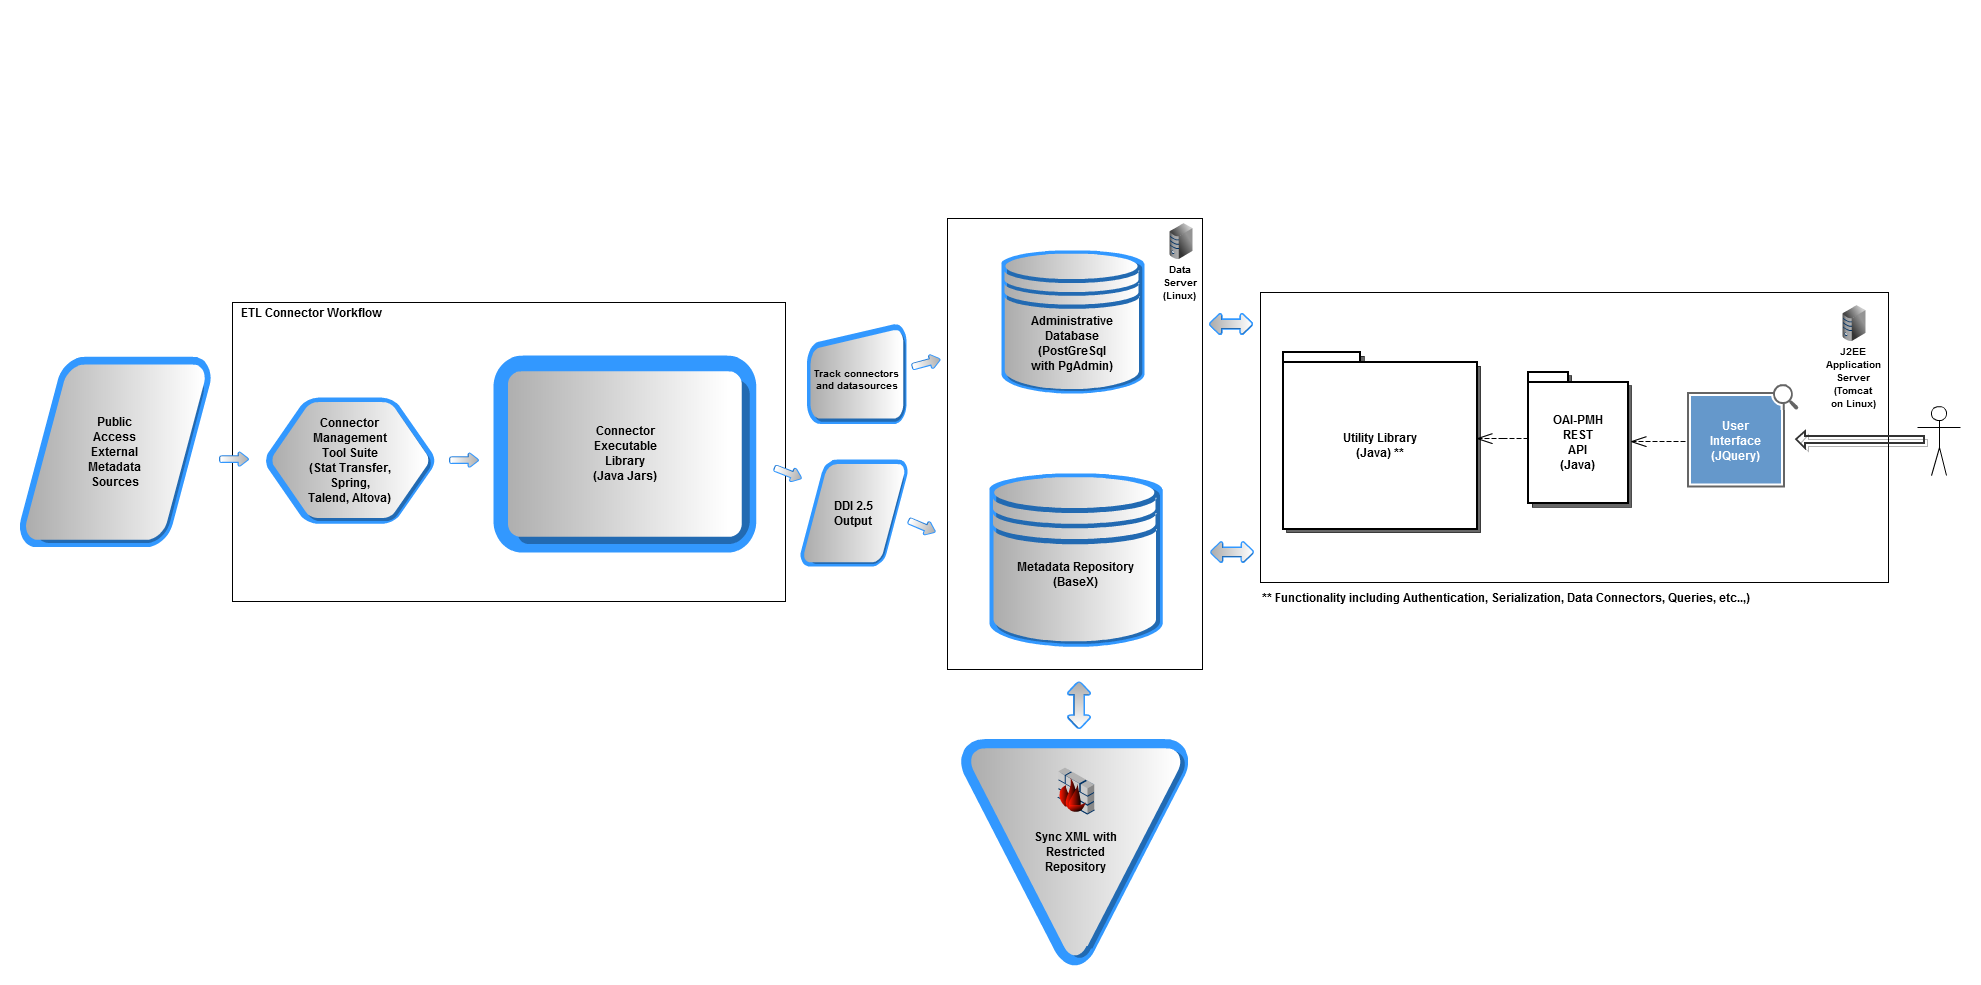 Public
Access
External
Metadata
Sources
ETL Connector Workflow
Connector
Management
Tool Suite
(Stat Transfer,
Spring,
Talend, Altova)
Connector
Executable
Library
(Java Jars)
Track connectors
and datasources
DDI 2.5
Output
Data
Server
(Linux)
Administrative
Database
(PostGreSql
with PgAdmin)
Metadata Repository
(BaseX)
Sync XML with
Restricted
Repository
J2EE
Application
Server
(Tomcat
on Linux)
Utility Library
(Java) **
OAI-PMH
REST
API
(Java)
User
Interface
(JQuery)
** Functionality including Authentication, Serialization, Data Connectors, Queries, etc..,)